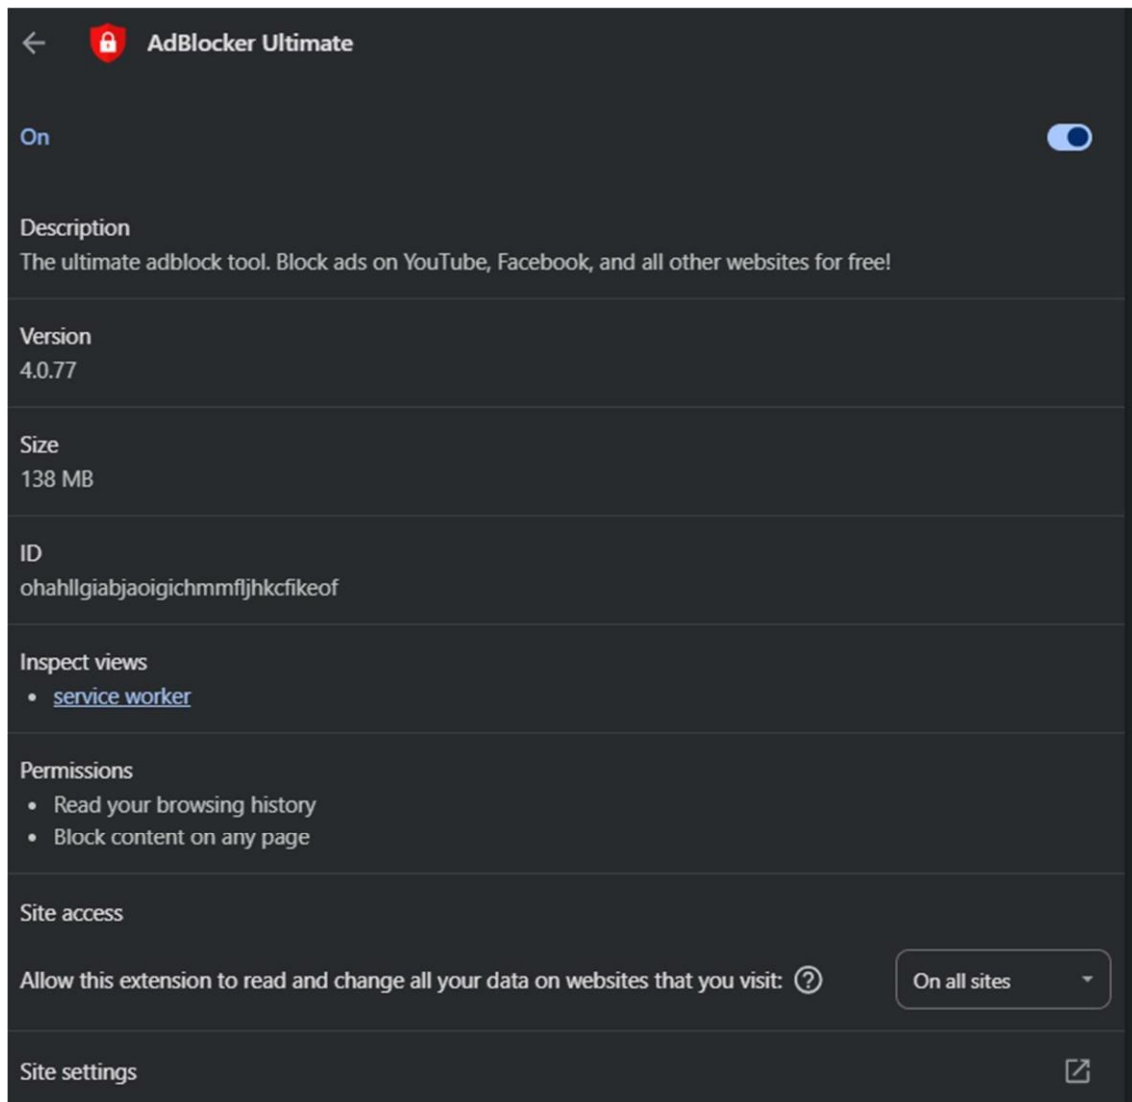 AdBlocker Ultimate
On
Description
The ultimate adblock tool. Block ads on YouTube, Facebook, and all other websites for free!
Version
4.0.77
Size
138 MB
ID
ohahllgiabjaoigichmmfljhkcfikeof
Inspect views
• service worker
Permissions
• Read your browsing history
• Block content on any page
Site access
Allow this extension to read and change all your data on websites that you visit: ?
On all sites
Site settings